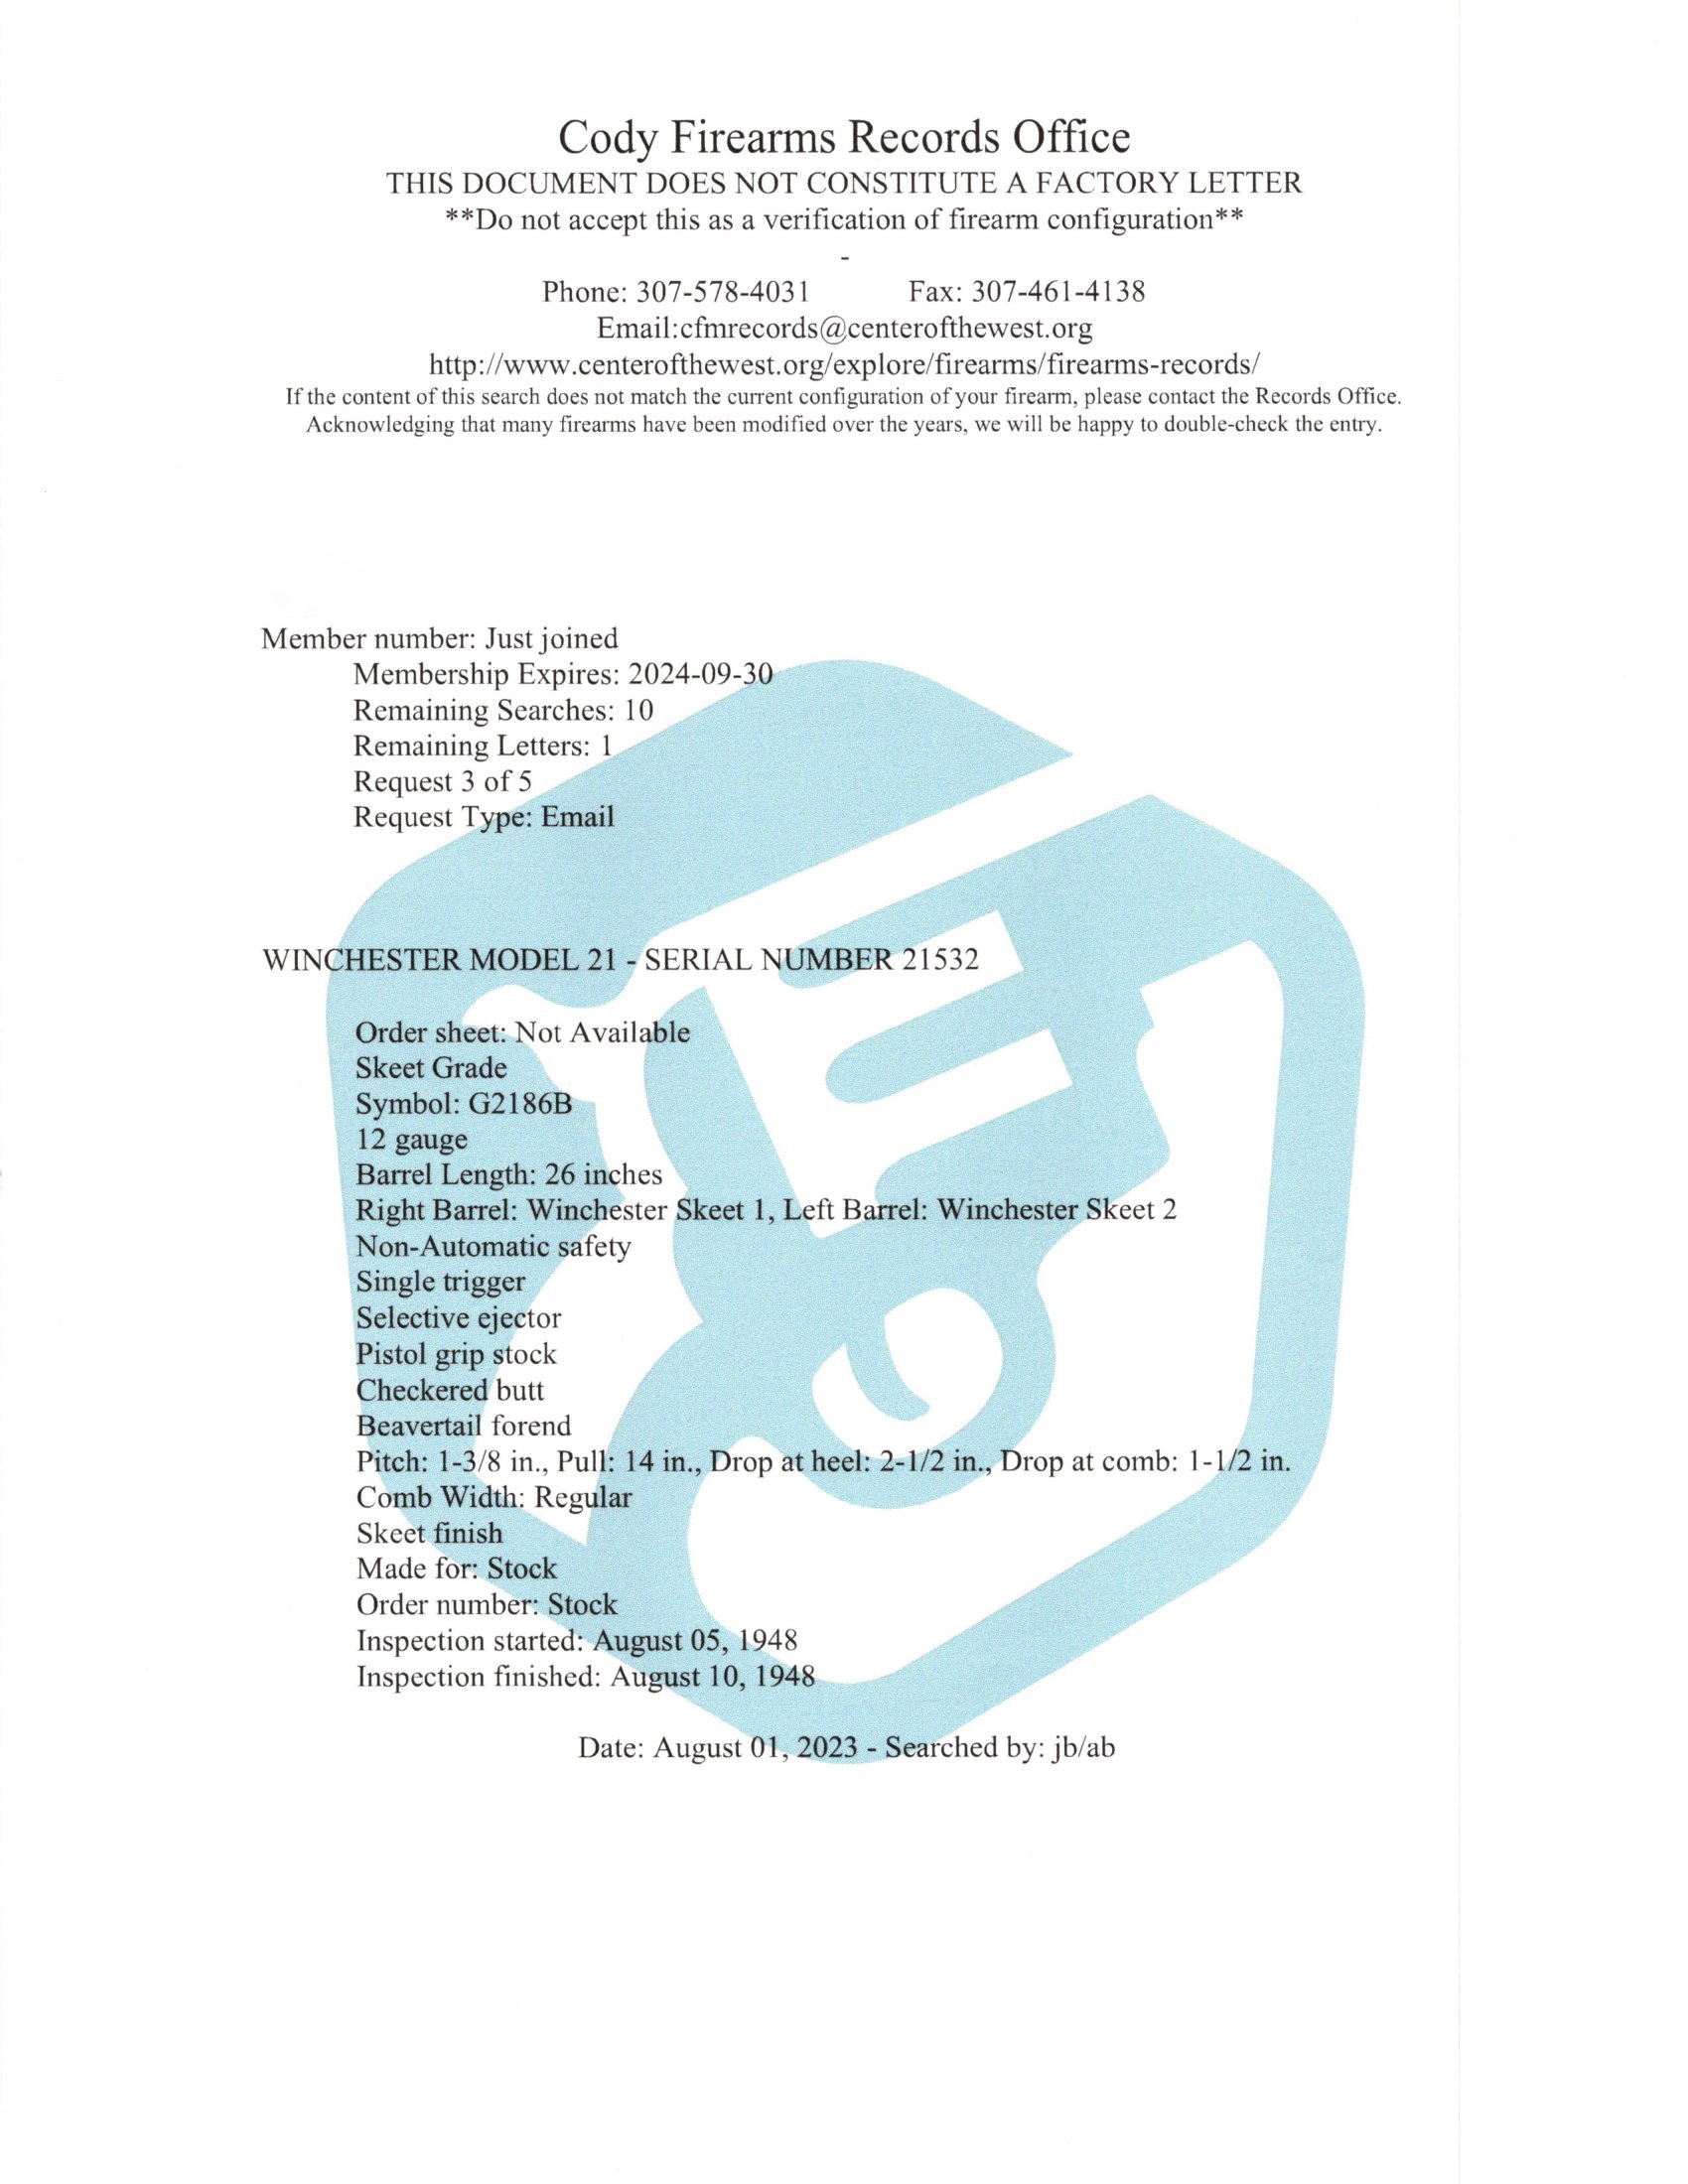 Cody Firearms Records Office
THIS DOCUMENT DOES NOT CONSTITUTE A FACTORY LETTER
**Do not accept this as a verification of firearm configuration**
-
Phone: 307-578-4031 Fax: 307-461-4138
Email:cfmrecords@centerofthewest.org
http://www.centerofthewest.org/explore/firearms/firearms-records/
If the content of this search does not match the current configuration of your firearm, please contact the Records Office.
Acknowledging that many firearms have been modified over the years, we will be happy to double-check the entry.
Member number: Just joined
Membership Expires: 2024-09-30
Remaining Searches: 10
Remaining Letters: 1
Request 3 of 5
Request Type: Email
WINCHESTER MODEL 21 - SERIAL NUMBER 21532
Order sheet: Not Available
Skeet Grade
Symbol: G2186B
12 gauge
Barrel Length: 26 inches
Right Barrel: Winchester Skeet 1, Left Barrel: Winchester Skeet 2
Non-Automatic safety
Single trigger
Selective ejector
Pistol grip stock
Checkered butt
Beavertail forend
Pitch: 1-3/8 in., Pull: 14 in., Drop at heel: 2-1/2 in., Drop at comb: 1-1/2 in.
Comb Width: Regular
Skeet finish
Made for: Stock
Order number: Stock
Inspection started: August 05, 1948
Inspection finished: August 10, 1948
Date: August 01, 2023 - Searched by: jb/ab